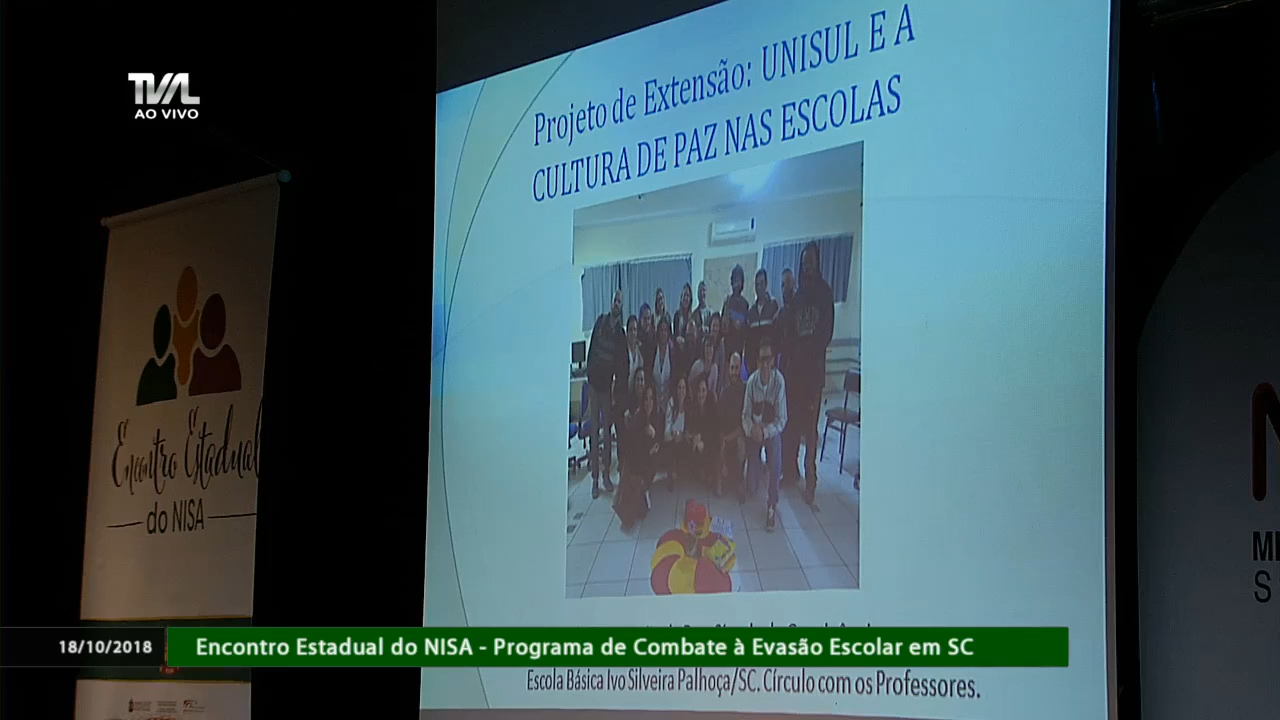 TVAL
AO VIVO
Projeto de Extensão: UNISUL E A
CULTURA DE PAZ NAS ESCOLAS
Encontro Estadual
do NISA
18/10/2018
Encontro Estadual do NISA - Programa de Combate à Evasão Escolar em SC
Escola Básica Ivo Silveira Palhoça/SC. Círculo com os Professores.